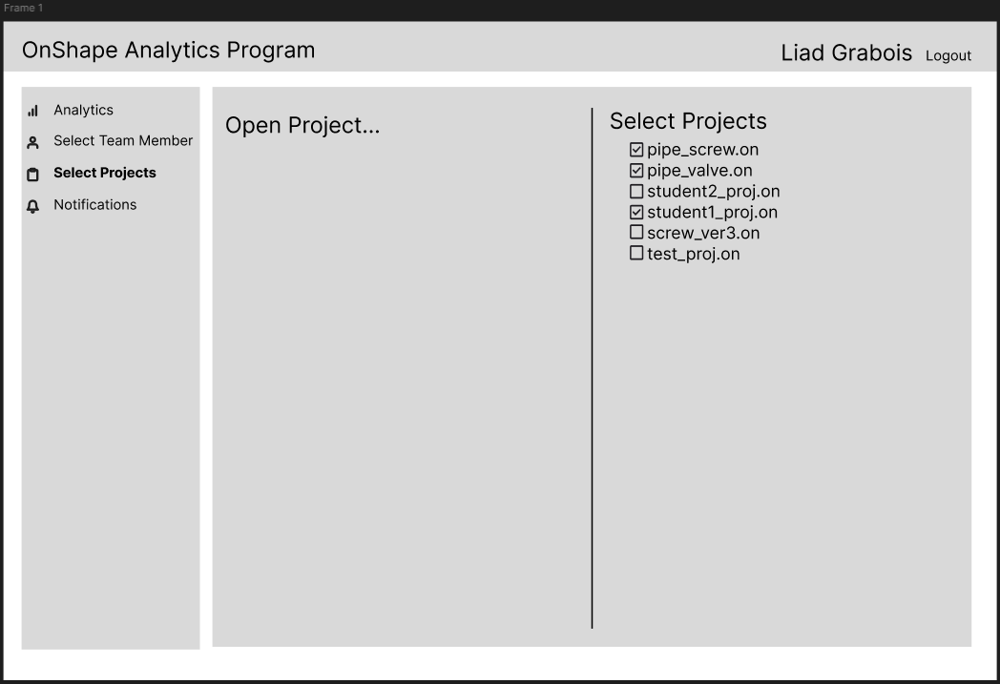 Frame 1
OnShape Analytics Program
Liad Grabois Logout
Analytics
Select Team Member
Select Projects
Notifications
Open Project...
Select Projects
pipe_screw.on
pipe_valve.on
student2_proj.on
student1_proj.on
screw_ver3.on
test_proj.on